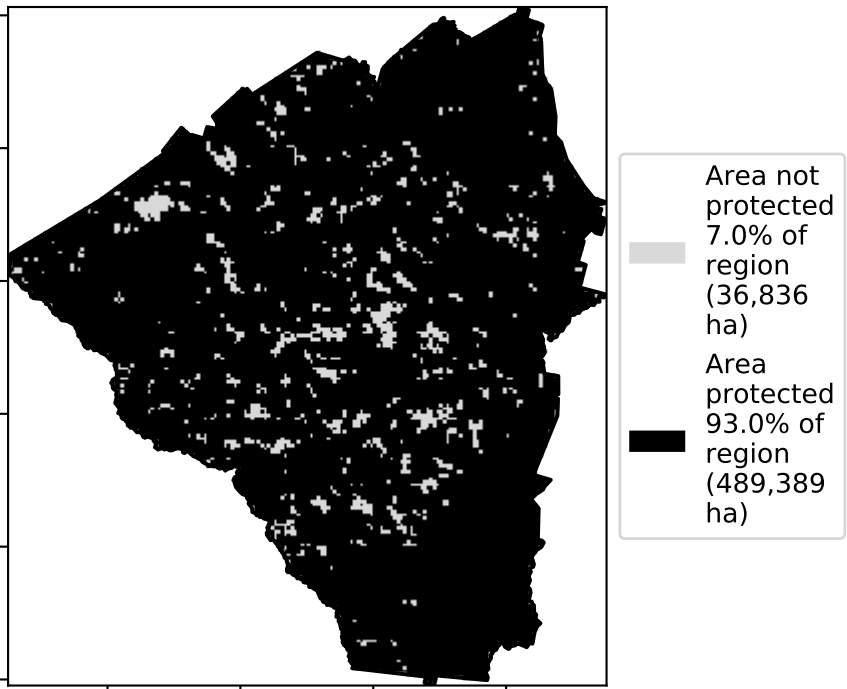 Area not
protected
7.0% of
region
(36,836
ha)
Area
protected
93.0% of
region
(489,389
ha)